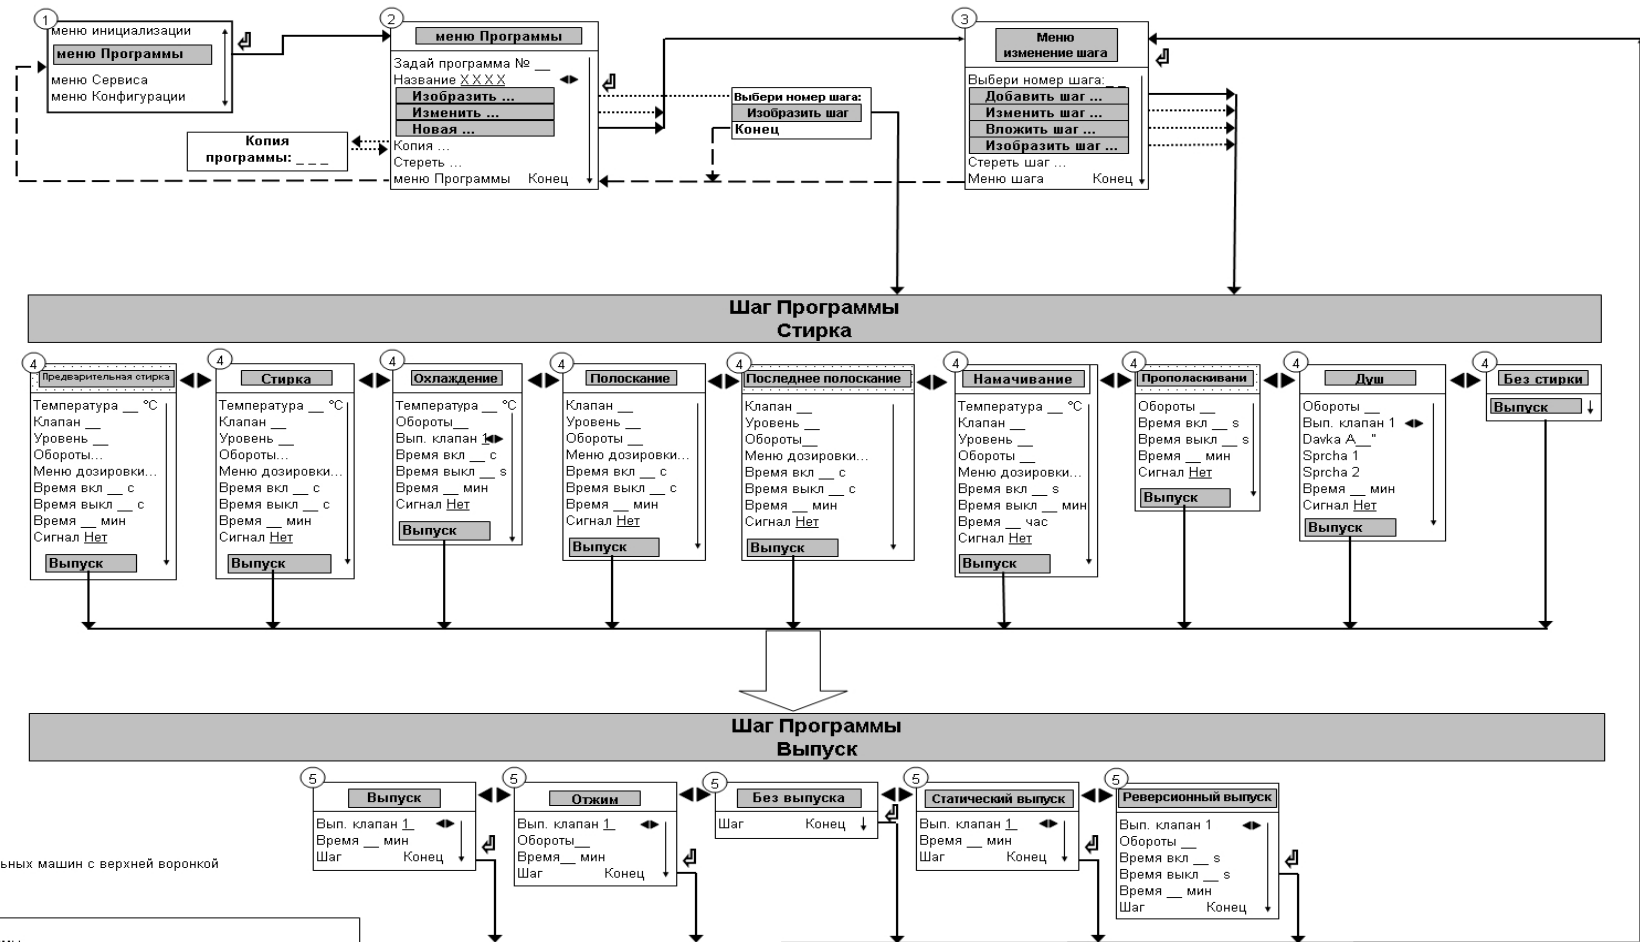 1
меню инициализации
меню Программы
меню Сервиса
меню Конфигурации
Копия
программы: _ _ _
2
меню Программы
Задай программа № __
Название X X X X
Изобразить ...
Изменить ...
Новая ...
Копия ...
Стереть ...
меню Программы Конец
Выбери номер шага:
Изобразить шаг
Конец
3
Меню
изменение шага
Выбери номер шага: _ _
Добавить шаг ...
Изменить шаг ...
Вложить шаг ...
Изобразить шаг ...
Стереть шаг ...
Меню шага Конец
Шаг Программы
Стирка
4
Предварительная стирка
Температура __ °C
Клапан __
Уровень __
Обороты...
Меню дозировки...
Время вкл __ с
Время выкл __ с
Время __ мин
Сигнал Нет
Выпуск
4
Стирка
Температура __ °C
Клапан __
Уровень __
Обороты...
Меню дозировки...
Время вкл __ с
Время выкл __ с
Время __ мин
Сигнал Нет
Выпуск
4
Охлаждение
Температура __ °C
Обороты__
Вып. клапан 1
Время вкл __ с
Время выкл __ s
Время __ мин
Сигнал Нет
Выпуск
4
Полоскание
Клапан __
Уровень __
Обороты __
Меню дозировки...
Время вкл __ с
Время выкл __ с
Время __ мин
Сигнал Нет
Выпуск
4
Последнее полоскание
Клапан __
Уровень __
Обороты__
Меню дозировки...
Время вкл __ с
Время выкл __ с
Время __ мин
Сигнал Нет
Выпуск
4
Намачивание
Температура __ °C
Клапан __
Уровень __
Обороты __
Меню дозировки...
Время вкл __ s
Время выкл __ мин
Время __ час
Сигнал Нет
Выпуск
4
Прополаскивани
Обороты __
Время вкл __ s
Время выкл __ s
Время __ мин
Сигнал Нет
Выпуск
4
Душ
Обороты __
Вып. клапан 1
Davka A__"
Sprcha 1
Sprcha 2
Время __ мин
Сигнал Нет
Выпуск
4
Без стирки
Выпуск
Шаг Программы
Выпуск
5
Выпуск
Вып. клапан 1
Время __ мин
Шаг Конец
5
Отжим
Вып. клапан 1
Обороты__
Время__ мин
Шаг Конец
5
Без выпуска
Шаг Конец
5
Статический выпуск
Вып. клапан 1
Время __ мин
Шаг Конец
5
Реверсионный выпуск
Вып. клапан 1
Обороты __
Время вкл __ s
Время выкл __ s
Время __ мин
Шаг Конец
льных машин с верхней воронкой